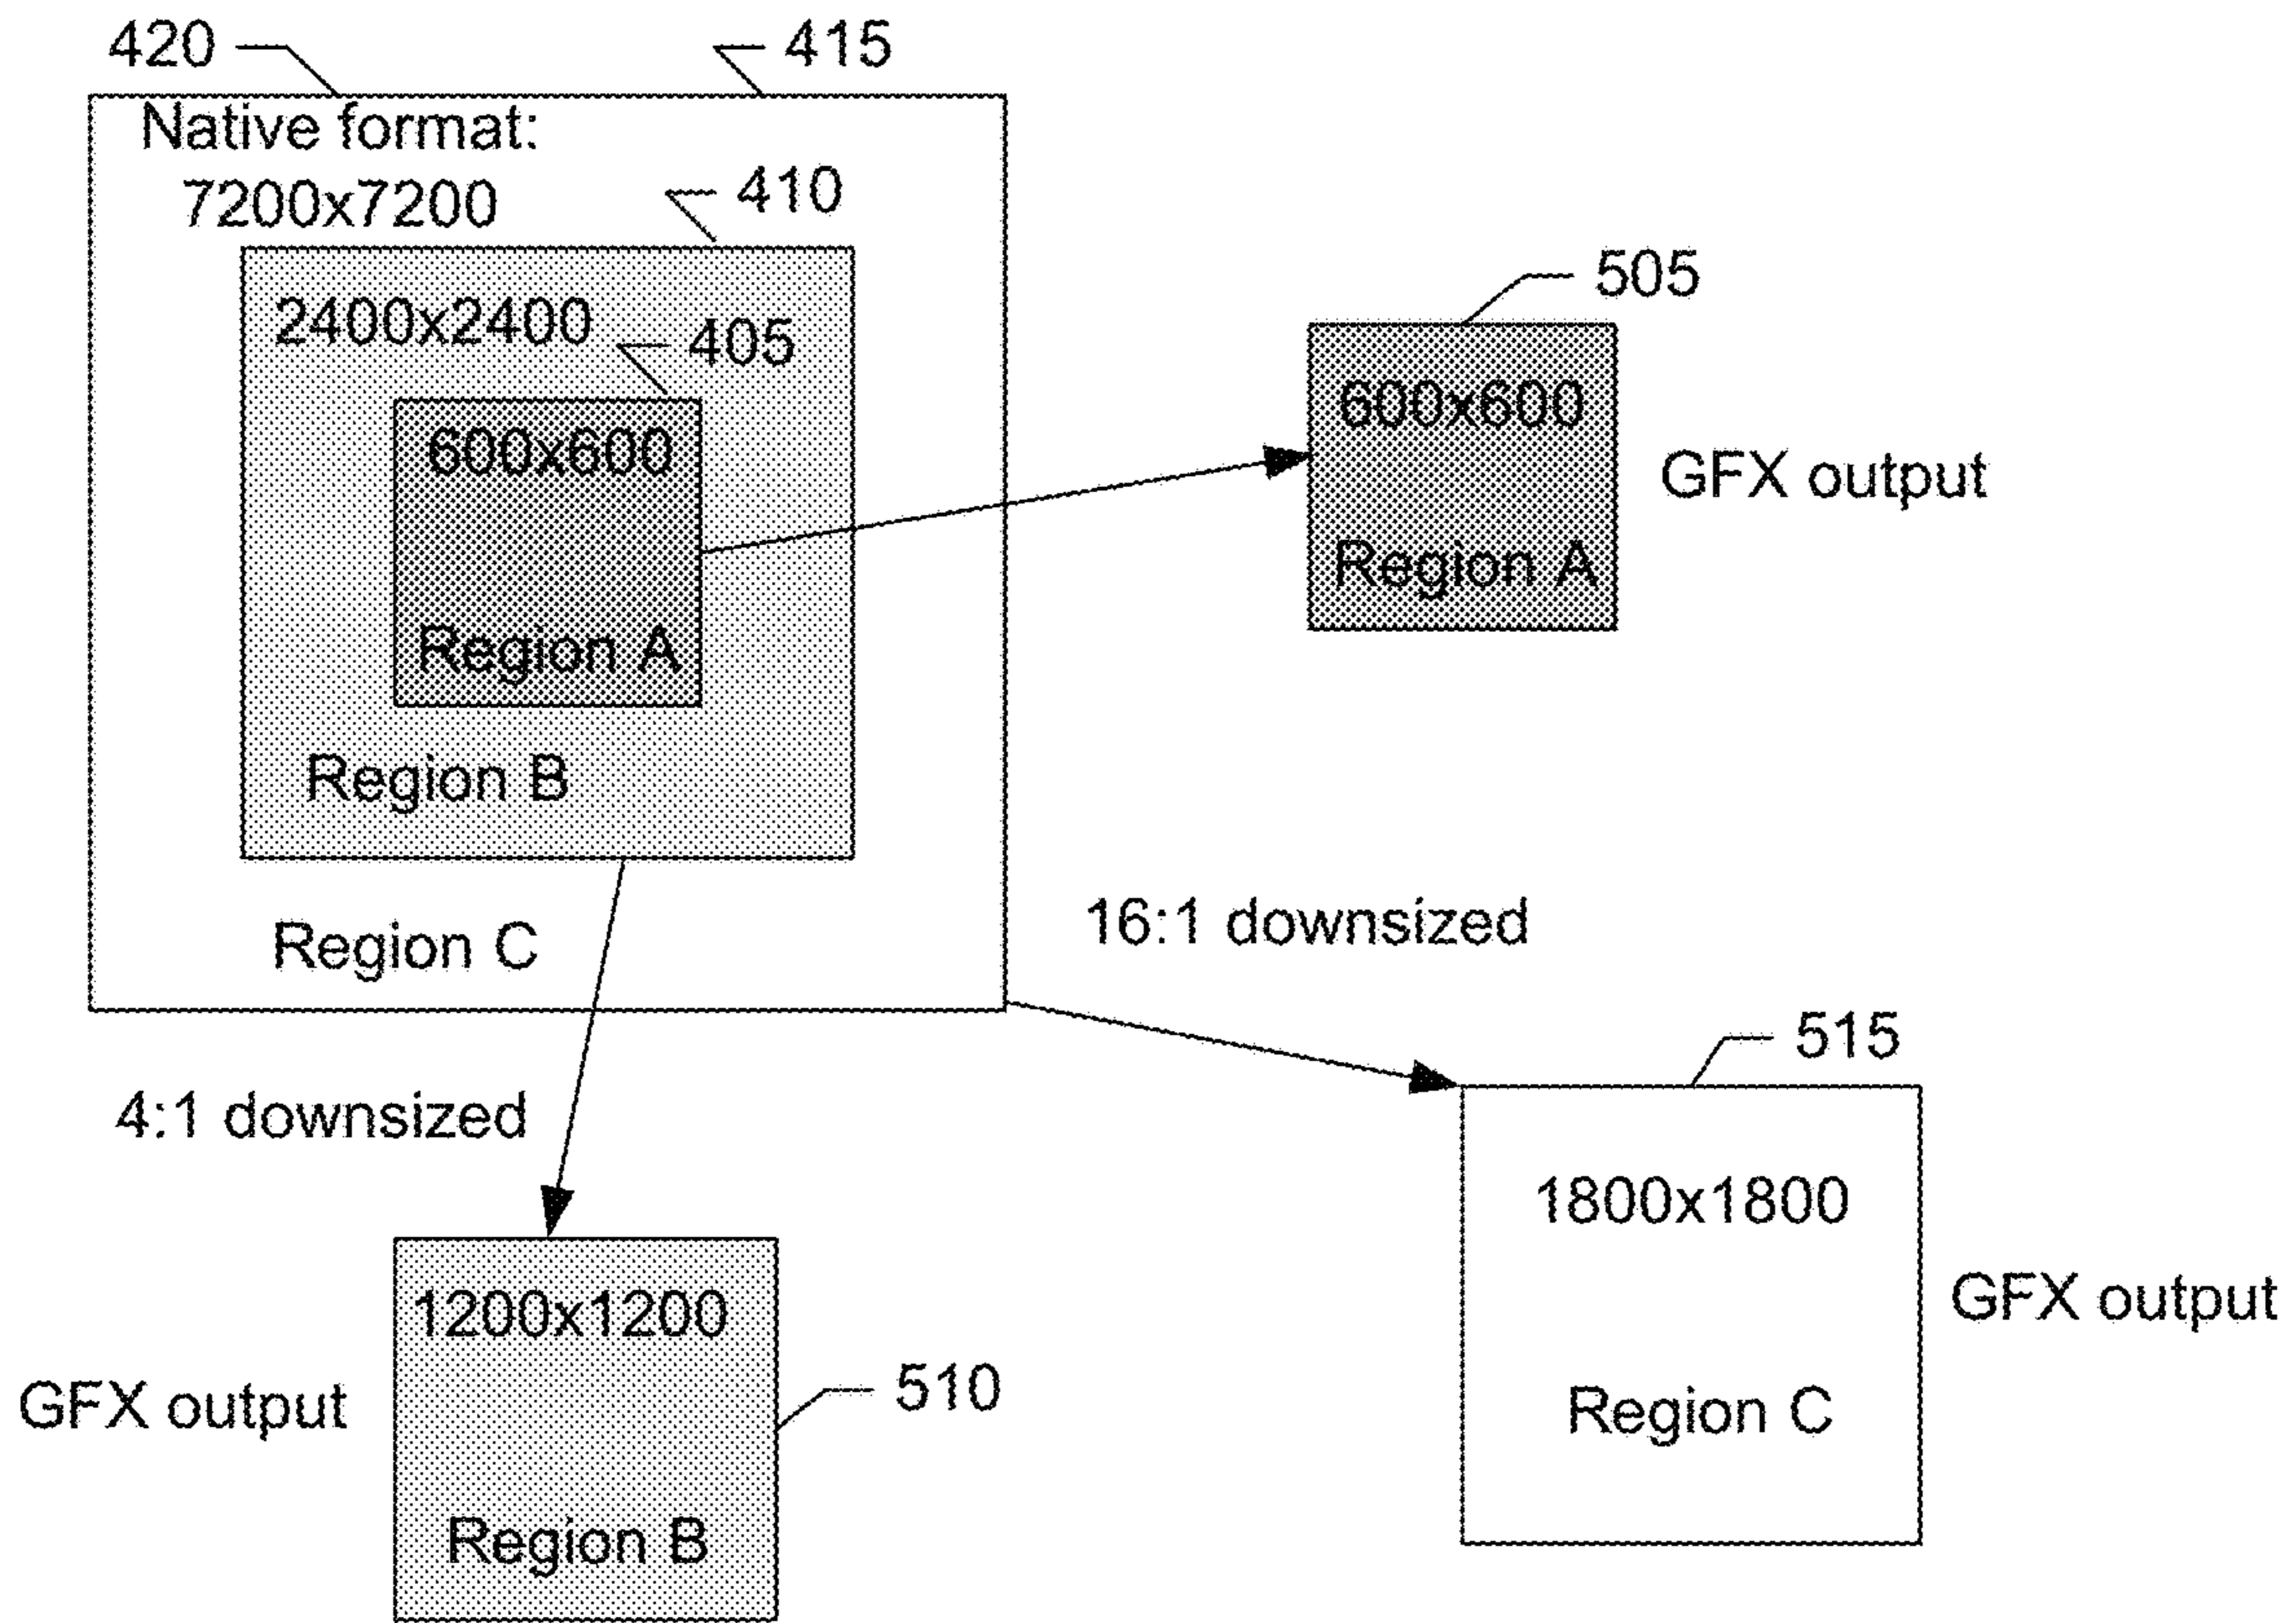 420
415
Native format:
7200x7200
410
2400x2400
405
600x600
Region A
Region B
Region C
505
600x600
Region A
GFX output
16:1 downsized
4:1 downsized
515
1800x1800
Region C
GFX output
1200x1200
510
GFX output
Region B